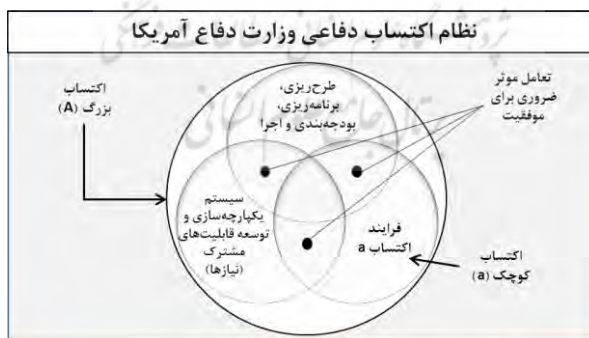 نظام اکتساب دفاعی وزارت دفاع آمریکا
اکتساب
بزرگ (A)
طرح‌ریزی،
برنامه‌ریزی،
بودجه‌بندی و اجرا
تعامل موثر
ضروری برای
موفقیت
سیستم
یکپارچه‌سازی و
توسعه قابلیت‌های
مشترک
(نیازها)
فرایند
اکتساب a
اکتساب
کوچک (a)